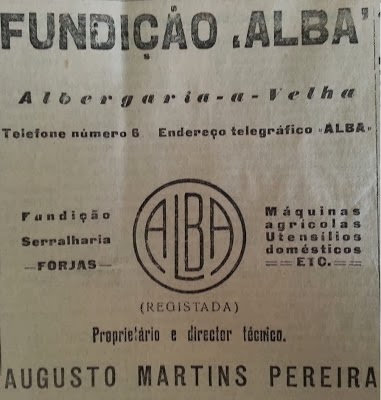 FUNDIÇÃO "ALBA"
Albergaria-a-Velha
Telefone número 6 Endereço telegráfico «ALBA»
Fundição
Serralharia
—FORJAS—
ALBA
(REGISTADA)
Máquinas
agrícolas
Utensílios
domésticos
ETC.
Proprietário e director técnico.
AUGUSTO MARTINS PEREIRA